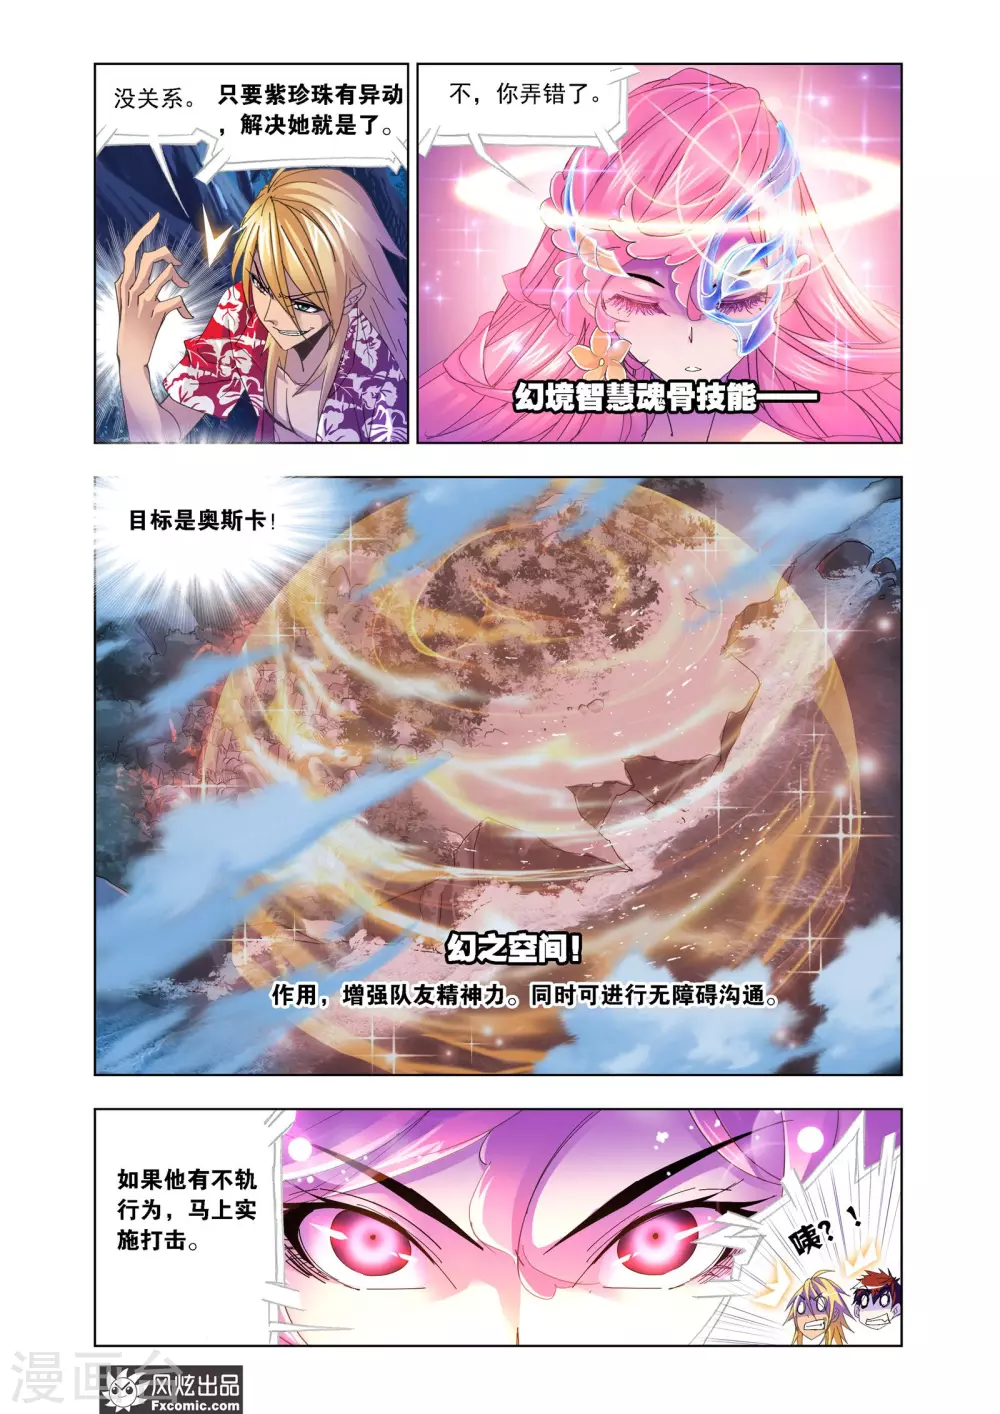 没关系。
只要紫珍珠有异动
，解决她就是了。
不，你弄错了。
幻境智慧魂骨技能——
目标是奥斯卡！
幻之空间！
作用，增强队友精神力。同时可进行无障碍沟通。
如果他有不轨
行为，马上实
施打击。
咦？！
漫画台
风炫出品
Fxcomic.com